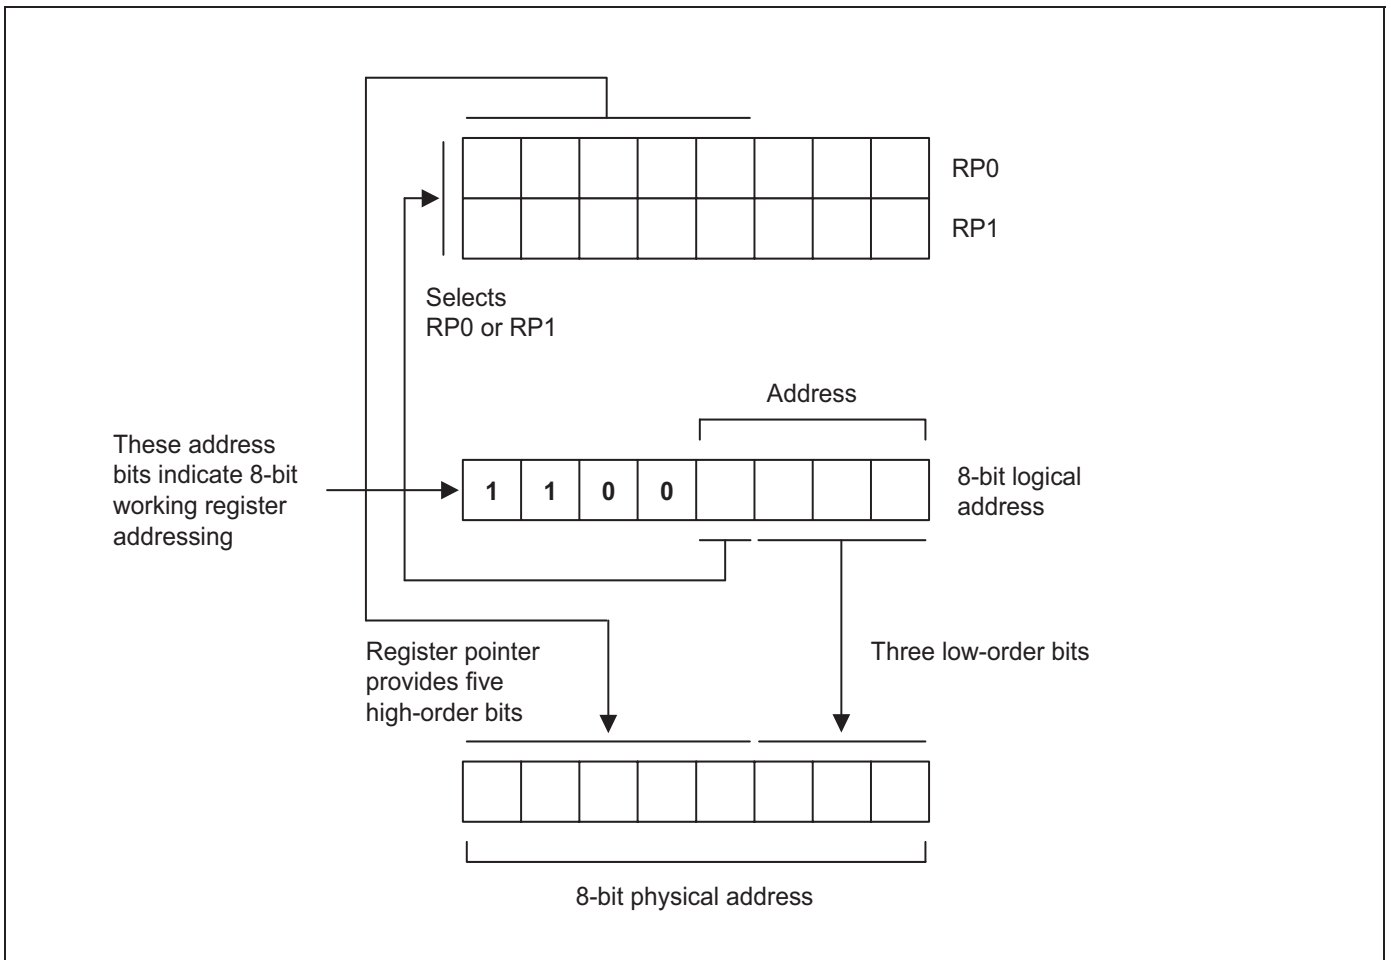 RP0
RP1
Selects
RP0 or RP1
Address
These address
bits indicate 8-bit
working register
addressing
1 1 0 0
8-bit logical
address
Register pointer
provides five
high-order bits
Three low-order bits
8-bit physical address